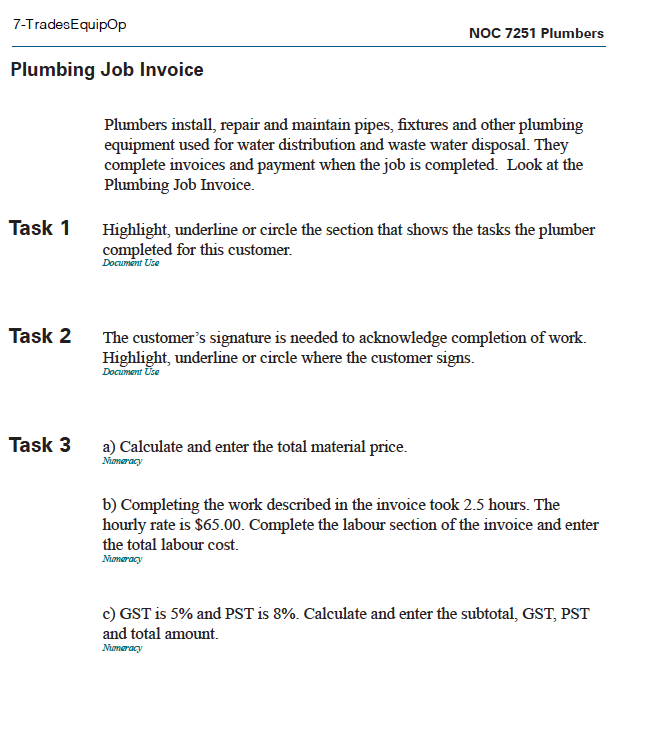 7-TradesEquipOp
NOC 7251 Plumbers
Plumbing Job Invoice
Plumbers install, repair and maintain pipes, fixtures and other plumbing
equipment used for water distribution and waste water disposal. They
complete invoices and payment when the job is completed. Look at the
Plumbing Job Invoice.
Task 1
Highlight, underline or circle the section that shows the tasks the plumber
completed for this customer.
Document Use
Task 2
The customer's signature is needed to acknowledge completion of work.
Highlight, underline or circle where the customer signs.
Document Use
Task 3
a) Calculate and enter the total material price.
Numeracy
b) Completing the work described in the invoice took 2.5 hours. The
hourly rate is $65.00. Complete the labour section of the invoice and enter
the total labour cost.
Numeracy
c) GST is 5% and PST is 8%. Calculate and enter the subtotal, GST, PST
and total amount.
Numeracy